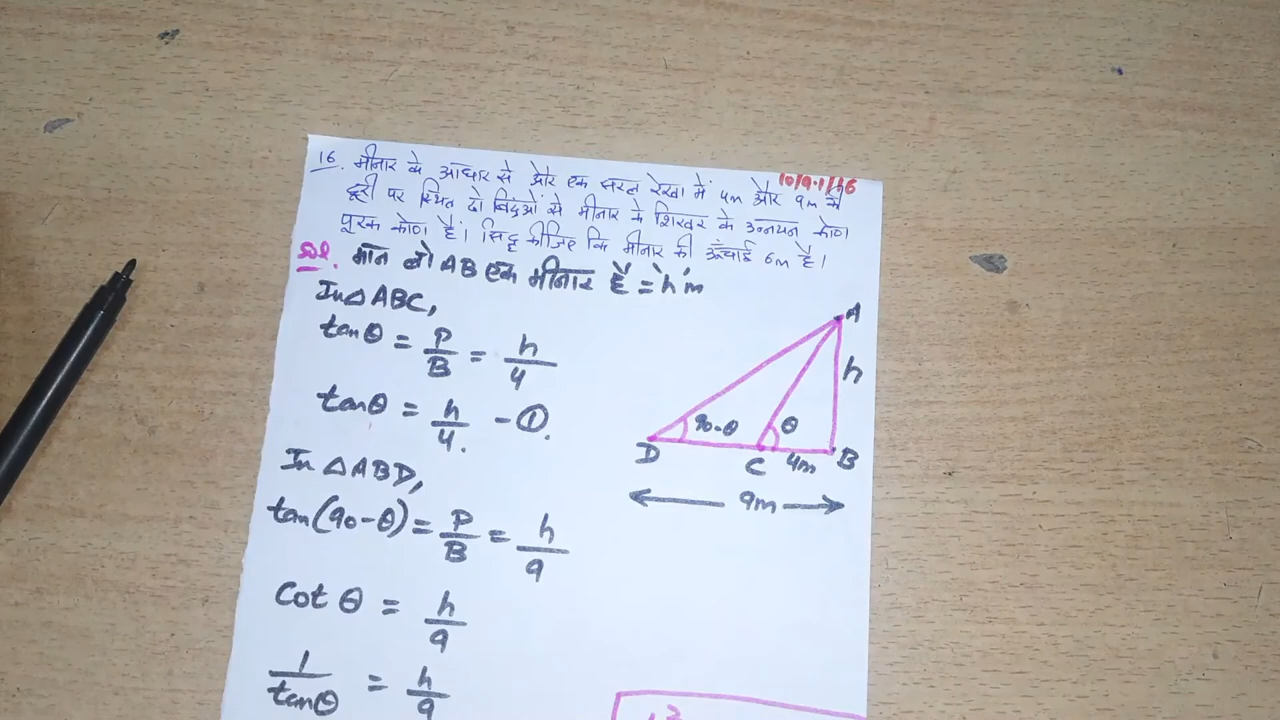 10/9.1/16
16. मीनार के आधार से और एक सरल रेखा में 4m और 9m की
दूरी पर स्थित दो बिंदुओं से मीनार के शिखर के उन्नयन कोण
पूरक कोण हैं। सिद्ध कीजिए कि मीनार की ऊँचाई 6m है।
हल. मान लो AB एक मीनार है = 'h' m
In △ ABC,
tanθ = P/B = h/4
tanθ = h/4. - ①.
In △ ABD,
tan(90-θ) = P/B = h/9
Cot θ = h/9
1/tanθ = h/9
A
h
90-θ
θ
D
C
4m
B
9m